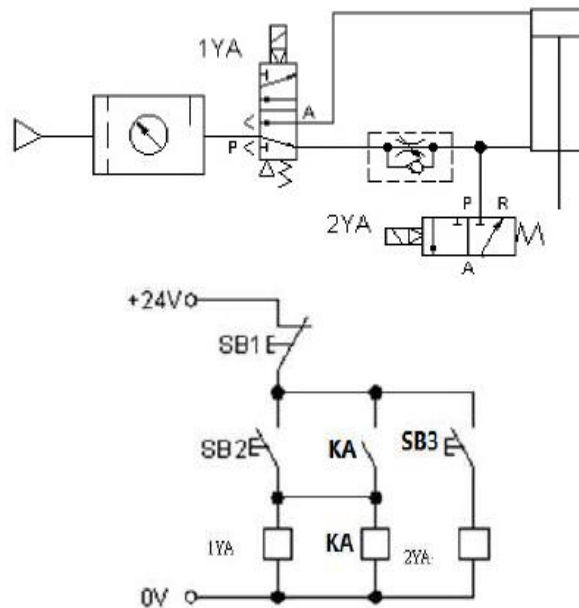 1YA
A
P
P R
2YA
A
+24V
SB1
SB2 KA SB3
1YA KA 2YA
0V